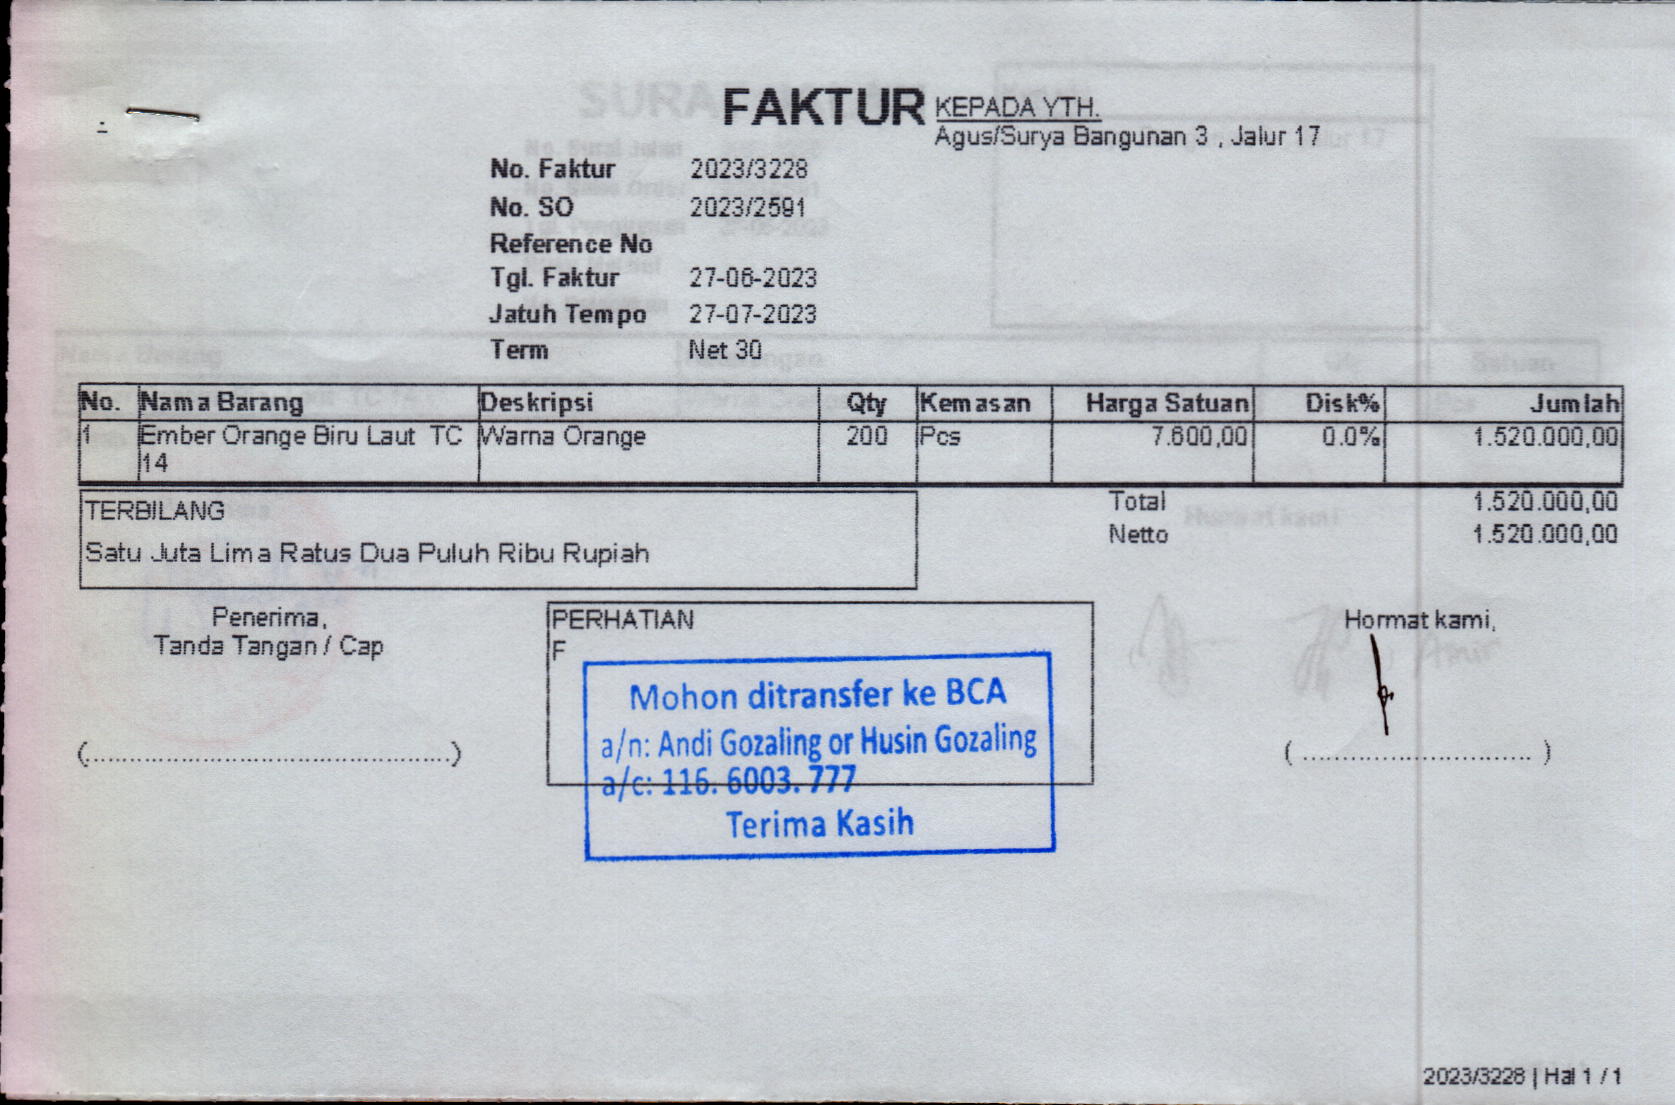 FAKTUR
KEPADA YTH.
Agus/Surya Bangunan 3 , Jalur 17
No. Faktur 2023/3228
No. SO 2023/2591
Reference No
Tgl. Faktur 27-06-2023
Jatuh Tempo 27-07-2023
Term Net 30
No. Nama Barang Deskripsi Qty Kemasan Harga Satuan Disk% Jumlah
1 Ember Orange Biru Laut TC Warna Orange 200 Pcs 7.600,00 0.0% 1.520.000,00
14
TERBILANG
Satu Juta Lima Ratus Dua Puluh Ribu Rupiah
Total 1.520.000,00
Netto 1.520.000,00
Penerima,
Tanda Tangan / Cap
(..............................................)
PERHATIAN
F
Mohon ditransfer ke BCA
a/n: Andi Gozaling or Husin Gozaling
a/c: 116. 6003. 777
Terima Kasih
Hormat kami,
( ............................. )
2023/3228 | Hal 1 / 1